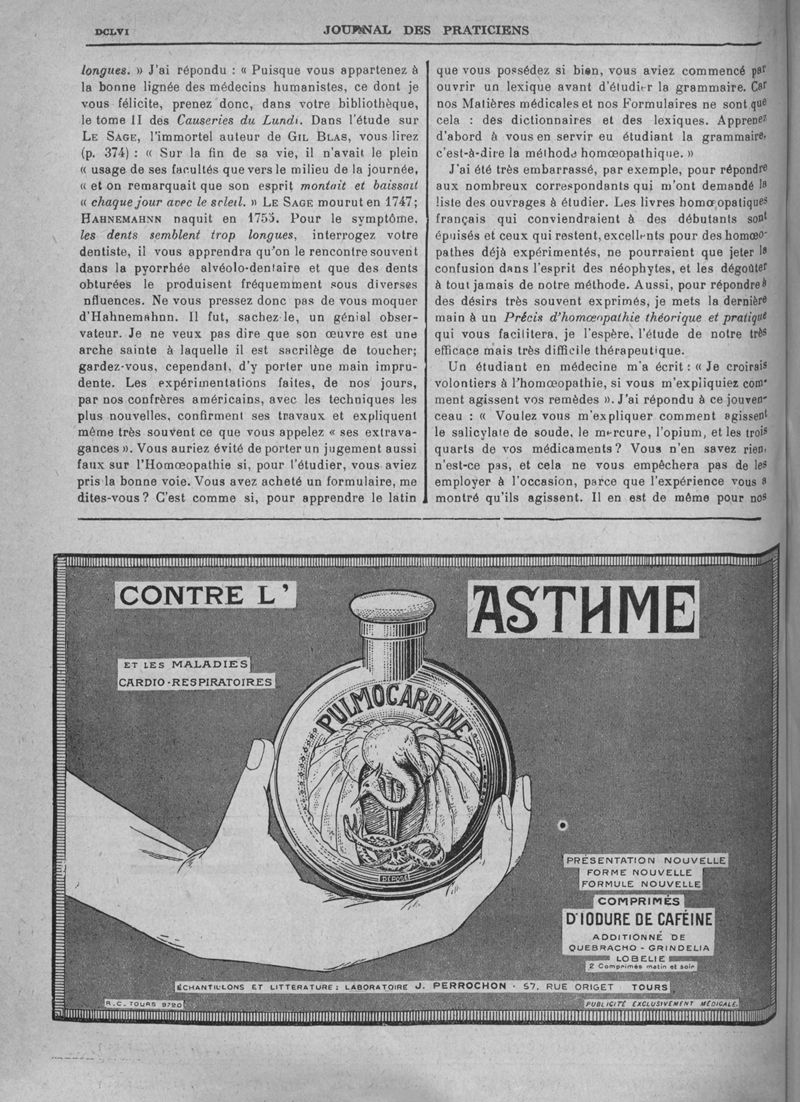 DCLVI
JOURNAL DES PRATICIENS
longues. » J'ai répondu : « Puisque vous appartenez à
la bonne lignée des médecins humanistes, ce dont je
vous félicite, prenez donc, dans votre bibliothèque,
le tome II des Causeries du Lundi. Dans l'étude sur
LE SAGE, l'immortel auteur de GIL BLAS, vous lirez
(p. 374) : « Sur la fin de sa vie, il n'avait le plein
« usage de ses facultés que vers le milieu de la journée,
« et on remarquait que son esprit montait et baissait
« chaque jour avec le soleil. » LE SAGE mourut en 1747;
HAHNEMAHNN naquit en 1755. Pour le symptôme,
les dents semblent trop longues, interrogez votre
dentiste, il vous apprendra qu'on le rencontre souvent
dans la pyorrhée alvéolo-dentaire et que des dents
obturées le produisent fréquemment sous diverses
nfluences. Ne vous pressez donc pas de vous moquer
d'Hahnemahnn. Il fut, sachez-le, un génial obser-
vateur. Je ne veux pas dire que son œuvre est une
arche sainte à laquelle il est sacrilège de toucher;
gardez-vous, cependant, d'y porter une main impru-
dente. Les expérimentations faites, de nos jours,
par nos confrères américains, avec les techniques les
plus nouvelles, confirment ses travaux et expliquent
même très souvent ce que vous appelez « ses extrava-
gances ». Vous auriez évité de porter un jugement aussi
faux sur l'Homœopathie si, pour l'étudier, vous aviez
pris la bonne voie. Vous avez acheté un formulaire, me
dites-vous? C'est comme si, pour apprendre le latin
que vous possédez si bien, vous aviez commencé par
ouvrir un lexique avant d'étudier la grammaire. Car
nos Matières médicales et nos Formulaires ne sont que
cela : des dictionnaires et des lexiques. Apprenez
d'abord à vous en servir eu étudiant la grammaire,
c'est-à-dire la méthode homœopathique. »
J'ai été très embarrassé, par exemple, pour répondre
aux nombreux correspondants qui m'ont demandé la
liste des ouvrages à étudier. Les livres homœopatiques
français qui conviendraient à des débutants sont
épuisés et ceux qui restent, excellents pour des homœo-
pathes déjà expérimentés, ne pourraient que jeter la
confusion dans l'esprit des néophytes, et les dégoûter
à tout jamais de notre méthode. Aussi, pour répondre à
des désirs très souvent exprimés, je mets la dernière
main à un Précis d'homœopathie théorique et pratique
qui vous facilitera, je l'espère, l'étude de notre très
efficace mais très difficile thérapeutique.
Un étudiant en médecine m'a écrit : « Je croirais
volontiers à l'homœopathie, si vous m'expliquiez com-
ment agissent vos remèdes ». J'ai répondu à ce jouven-
ceau : « Voulez vous m'expliquer comment agissent
le salicylate de soude, le mercure, l'opium, et les trois
quarts de vos médicaments? Vous n'en savez rien,
n'est-ce pas, et cela ne vous empêchera pas de les
employer à l'occasion, parce que l'expérience vous a
montré qu'ils agissent. Il en est de même pour nos
CONTRE L'
ASTHME
ET LES MALADIES
CARDIO-RESPIRATOIRES
PULMOCARDINE
DÉPOSÉ
PRÉSENTATION NOUVELLE
FORME NOUVELLE
FORMULE NOUVELLE
COMPRIMÉS
D'IODURE DE CAFÉINE
ADDITIONNÉ DE
QUEBRACHO - GRINDELIA
LOBELIE
2 Comprimés matin et soir
ÉCHANTILLONS ET LITTERATURE : LABORATOIRE J. PERROCHON - 57, RUE ORIGET TOURS
R.C. TOURS 9720
PUBLICITÉ EXCLUSIVEMENT MÉDICALE.